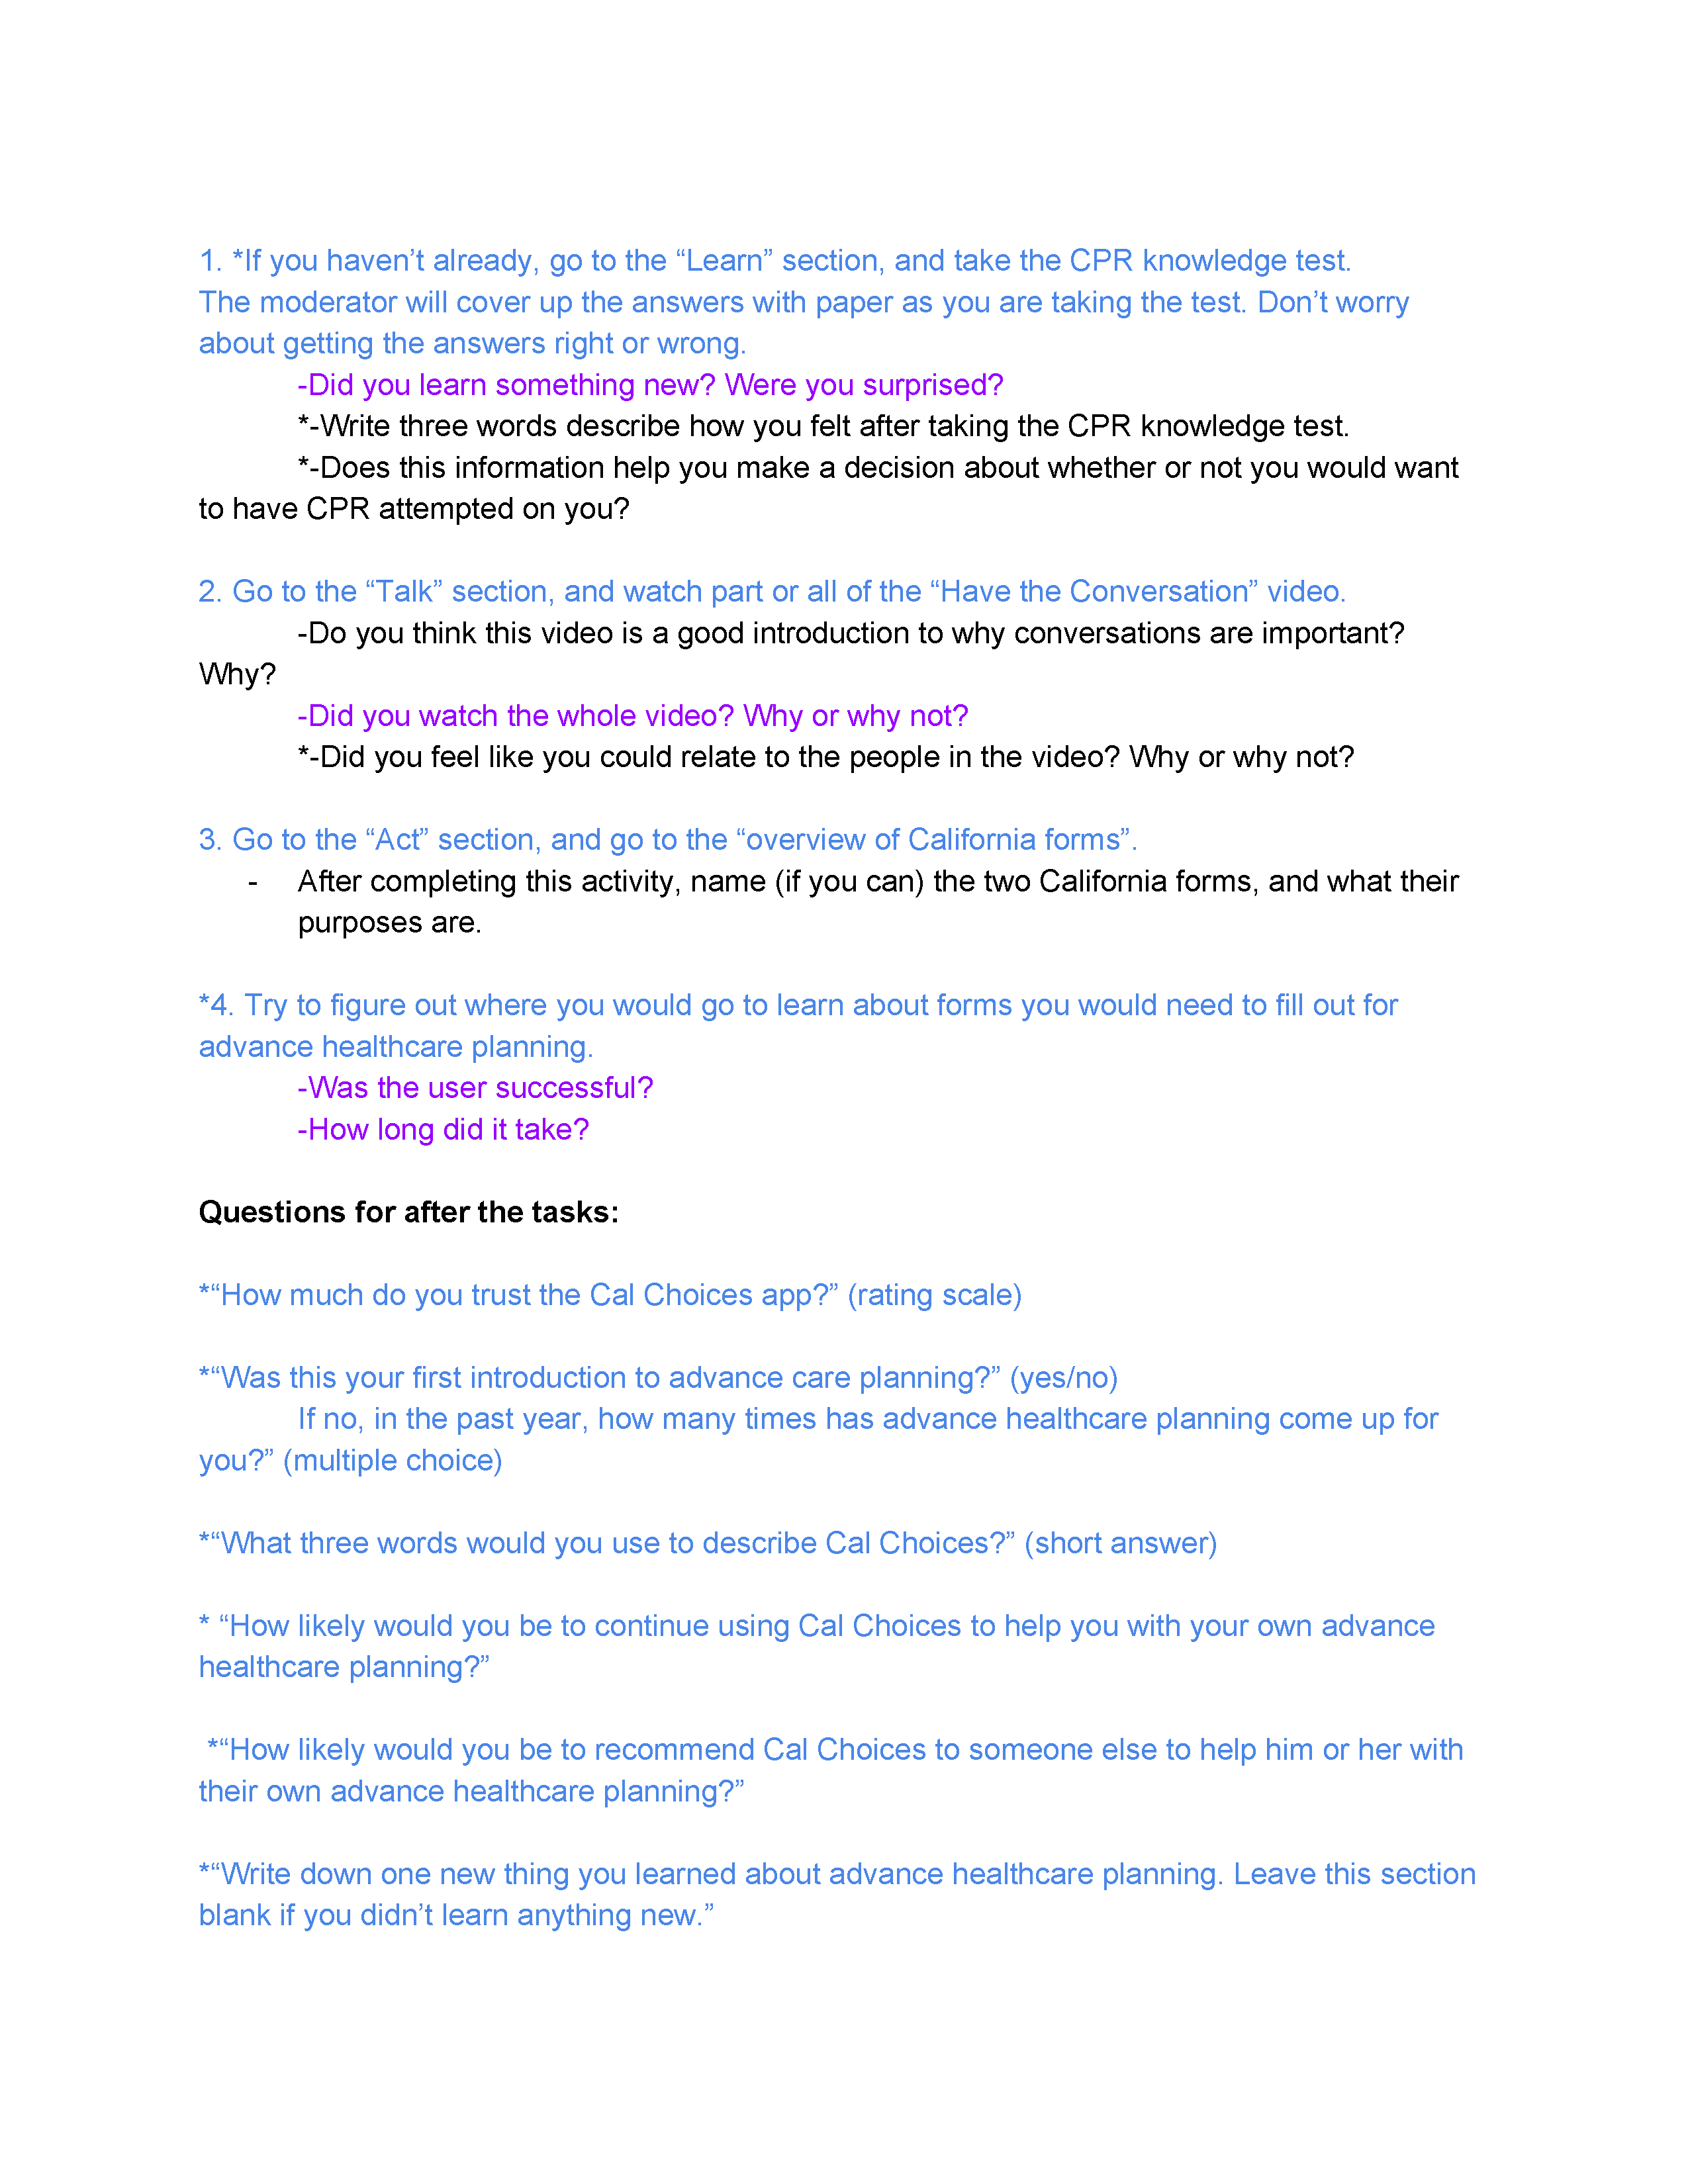 1. *If you haven’t already, go to the “Learn” section, and take the CPR knowledge test.
The moderator will cover up the answers with paper as you are taking the test. Don’t worry
about getting the answers right or wrong.
-Did you learn something new? Were you surprised?
*-Write three words describe how you felt after taking the CPR knowledge test.
*-Does this information help you make a decision about whether or not you would want
to have CPR attempted on you?
2. Go to the “Talk” section, and watch part or all of the “Have the Conversation” video.
-Do you think this video is a good introduction to why conversations are important?
Why?
-Did you watch the whole video? Why or why not?
*-Did you feel like you could relate to the people in the video? Why or why not?
3. Go to the “Act” section, and go to the “overview of California forms”.
- After completing this activity, name (if you can) the two California forms, and what their
purposes are.
*4. Try to figure out where you would go to learn about forms you would need to fill out for
advance healthcare planning.
-Was the user successful?
-How long did it take?
Questions for after the tasks:
*“How much do you trust the Cal Choices app?” (rating scale)
*“Was this your first introduction to advance care planning?” (yes/no)
If no, in the past year, how many times has advance healthcare planning come up for
you?” (multiple choice)
*“What three words would you use to describe Cal Choices?” (short answer)
* “How likely would you be to continue using Cal Choices to help you with your own advance
healthcare planning?”
*“How likely would you be to recommend Cal Choices to someone else to help him or her with
their own advance healthcare planning?”
*“Write down one new thing you learned about advance healthcare planning. Leave this section
blank if you didn’t learn anything new.”